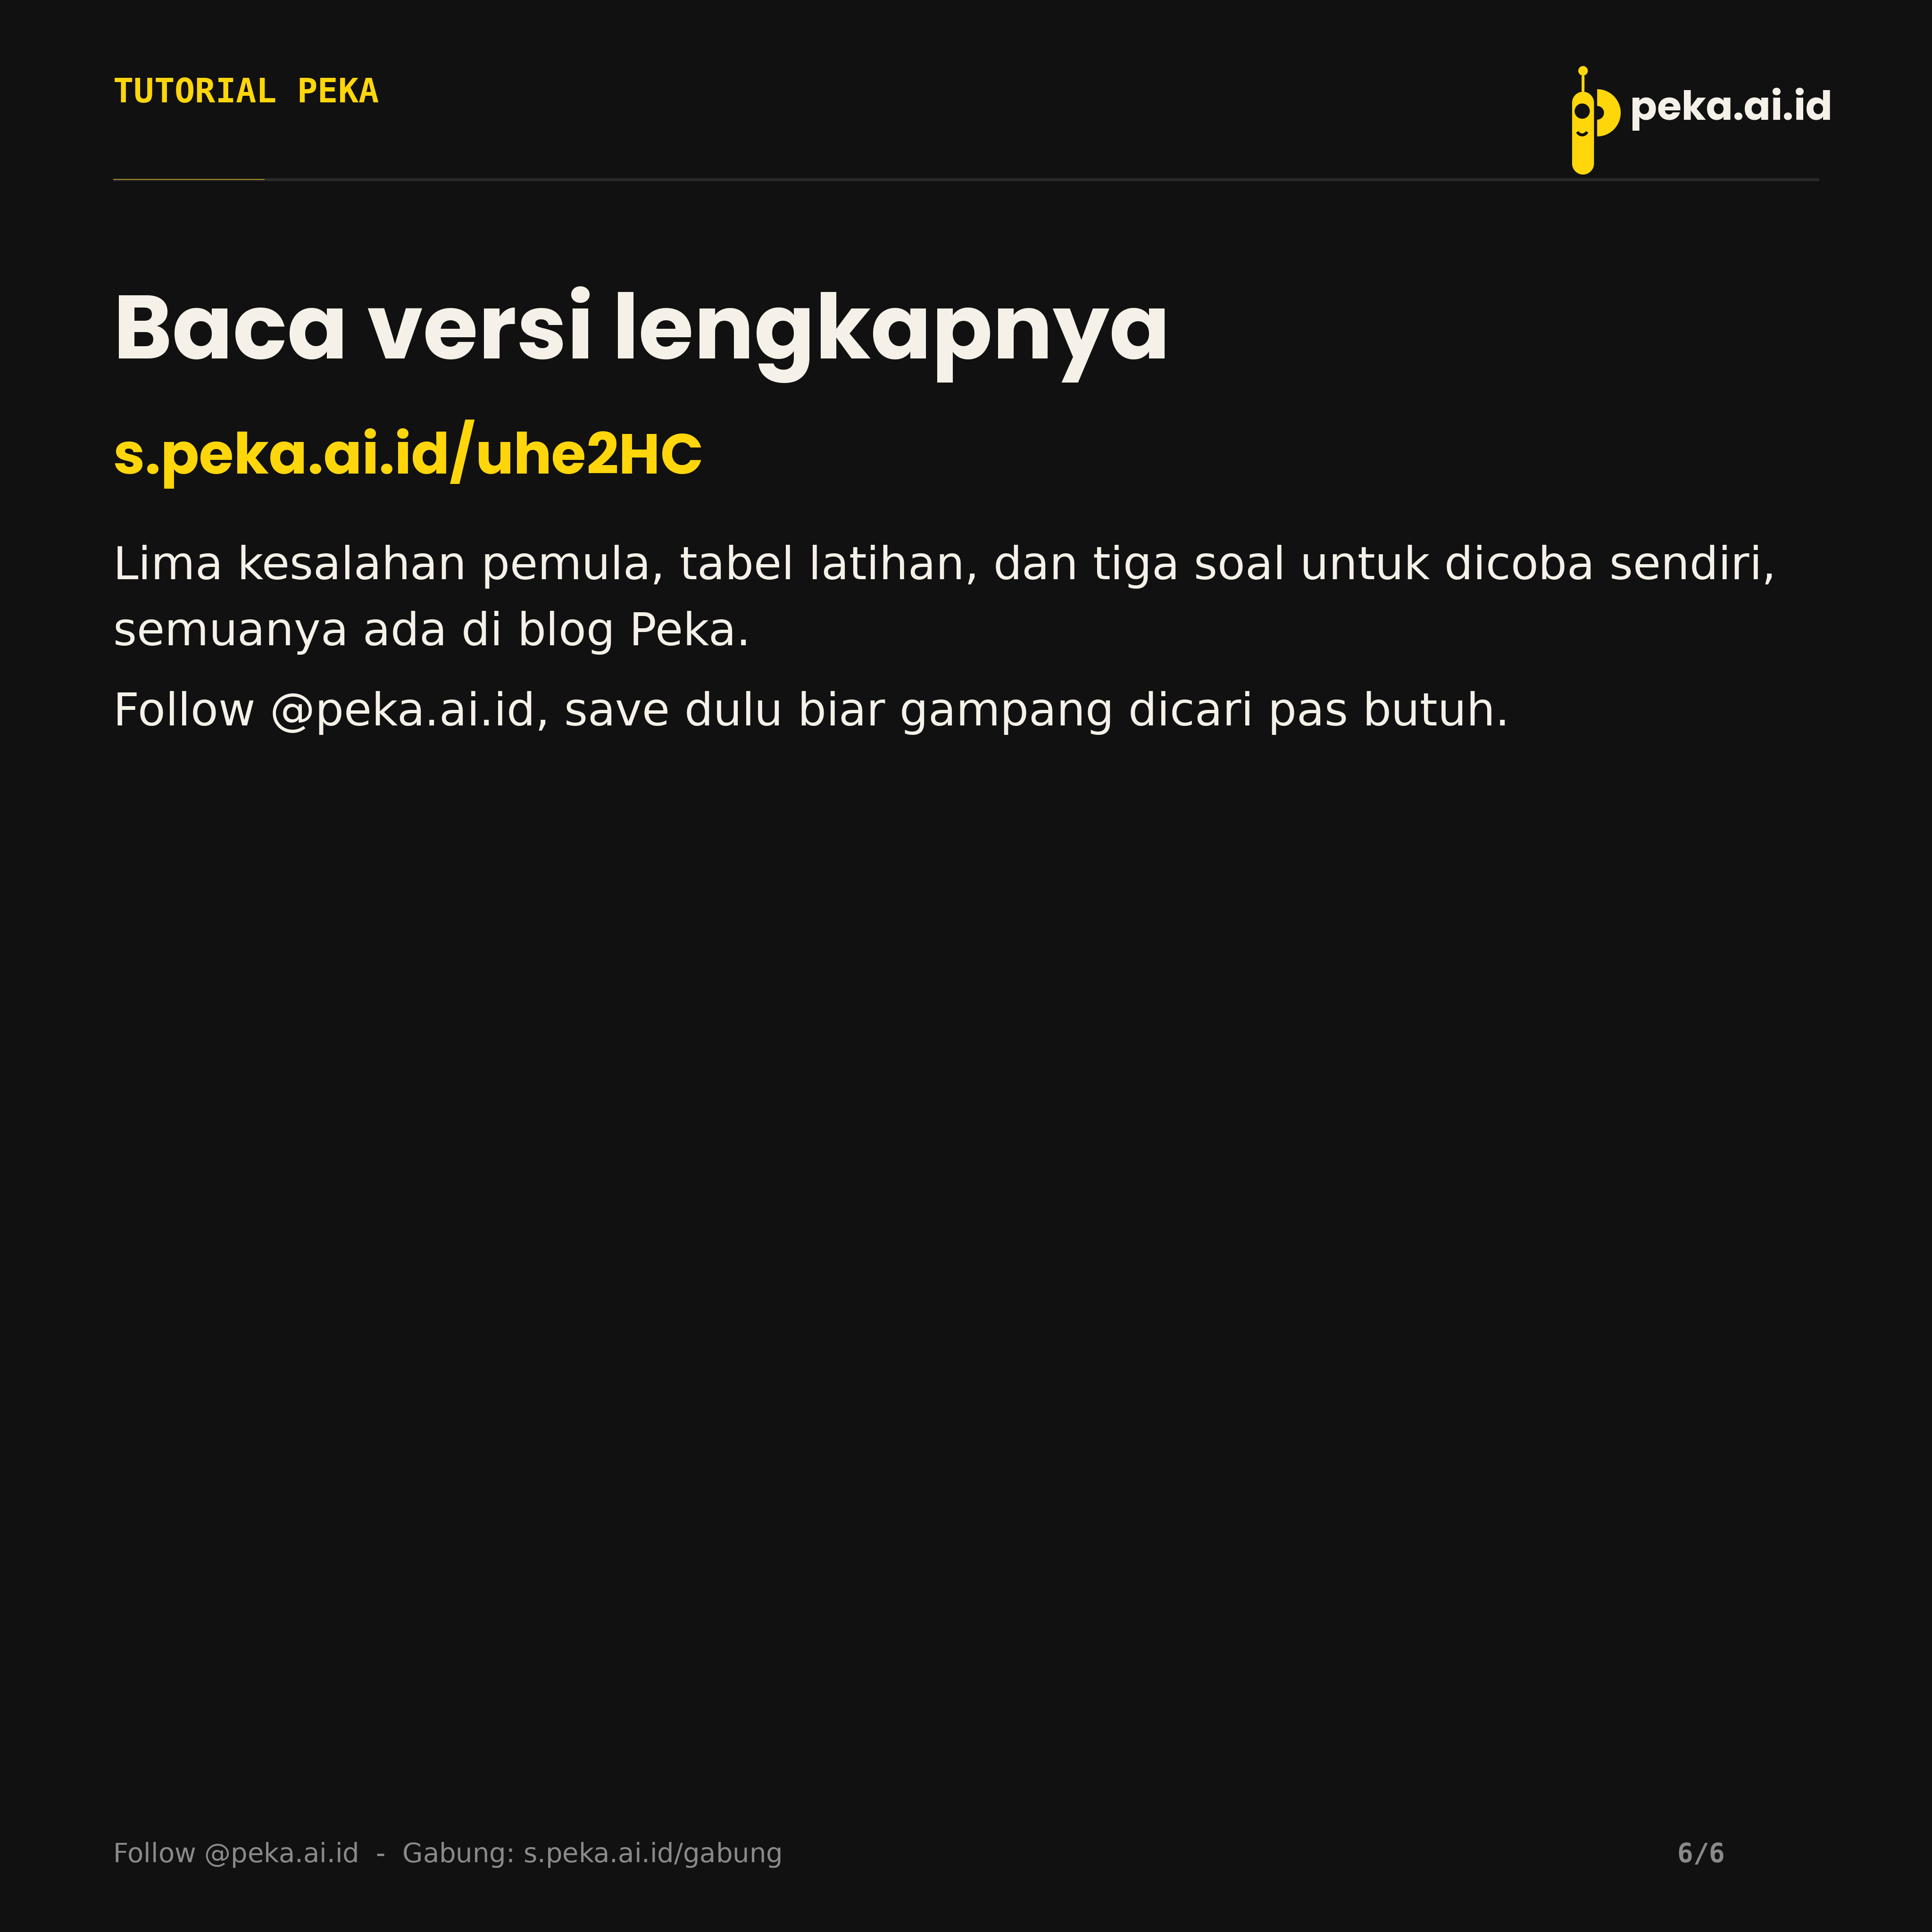 TUTORIAL PEKA
peka.ai.id
Baca versi lengkapnya
s.peka.ai.id/uhe2HC
Lima kesalahan pemula, tabel latihan, dan tiga soal untuk dicoba sendiri,
semuanya ada di blog Peka.
Follow @peka.ai.id, save dulu biar gampang dicari pas butuh.
Follow @peka.ai.id - Gabung: s.peka.ai.id/gabung
6/6